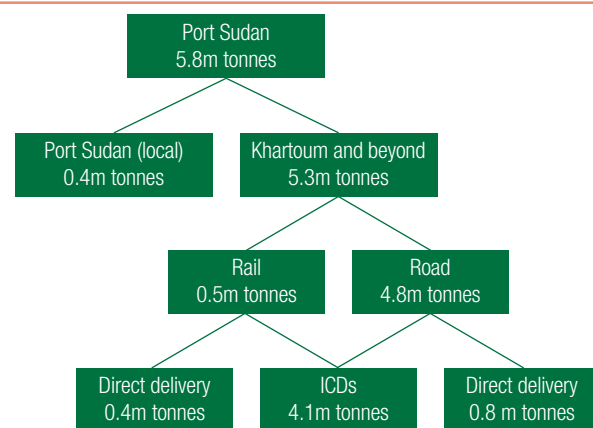 Port Sudan
5.8m tonnes
Port Sudan (local)
0.4m tonnes
Khartoum and beyond
5.3m tonnes
Rail
0.5m tonnes
Road
4.8m tonnes
Direct delivery
0.4m tonnes
ICDs
4.1m tonnes
Direct delivery
0.8 m tonnes